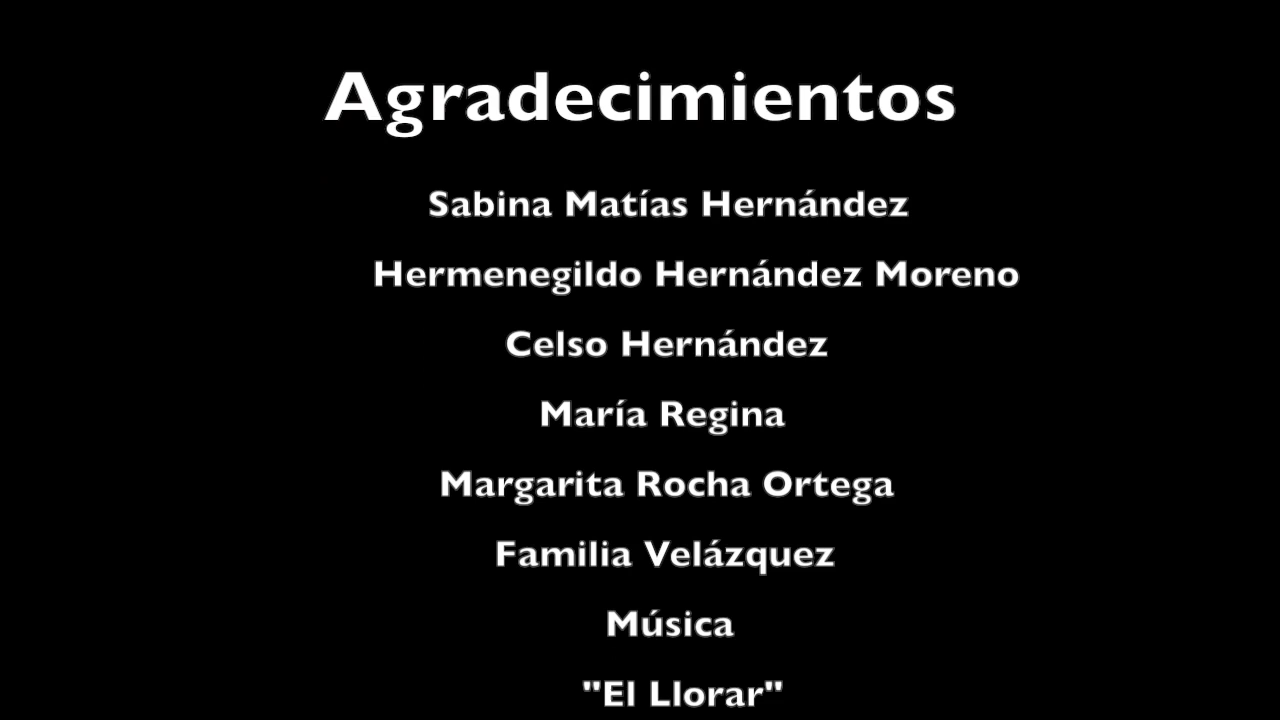 Agradecimientos
Sabina Matías Hernández
Hermenegildo Hernández Moreno
Celso Hernández
María Regina
Margarita Rocha Ortega
Familia Velázquez
Música
"El Llorar"